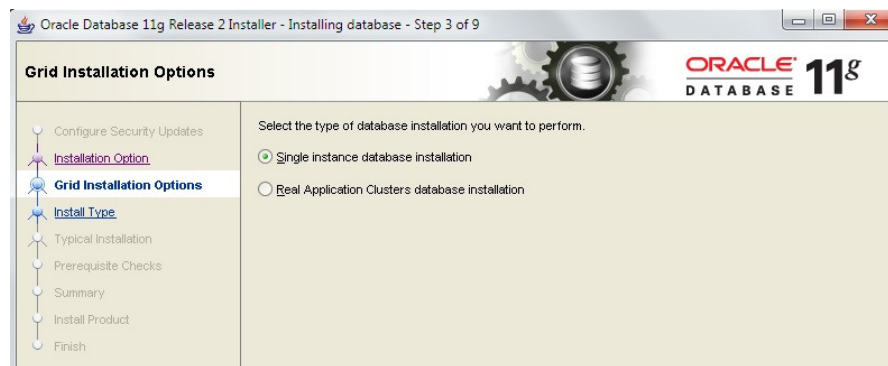 Oracle Database 11g Release 2 Installer - Installing database - Step 3 of 9
Grid Installation Options
ORACLE DATABASE 11g
Configure Security Updates
Installation Option
Grid Installation Options
Install Type
Typical Installation
Prerequisite Checks
Summary
Install Product
Finish
Select the type of database installation you want to perform.
Single instance database installation
Real Application Clusters database installation